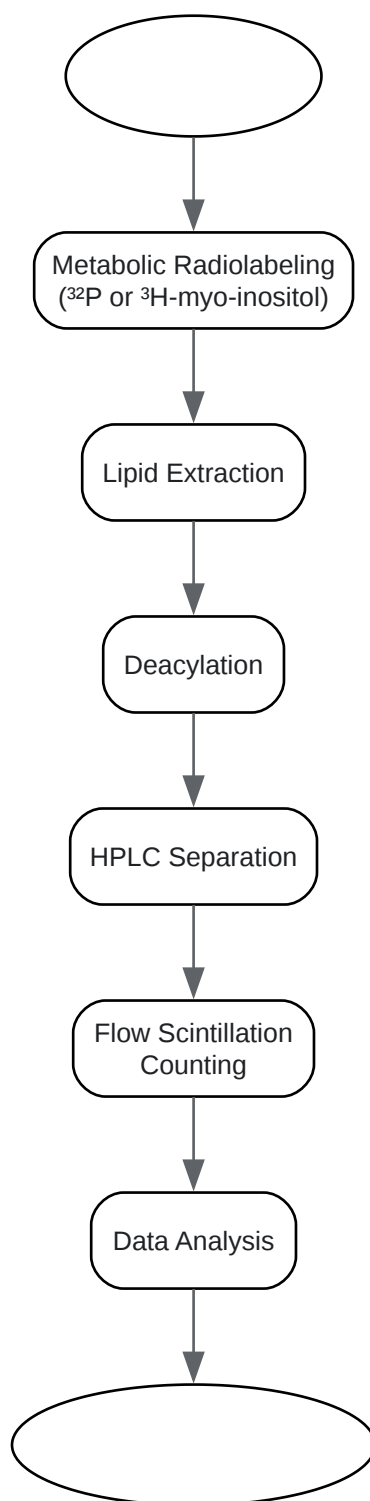 Metabolic Radiolabeling
(³²P or ³H-myo-inositol)
Lipid Extraction
Deacylation
HPLC Separation
Flow Scintillation
Counting
Data Analysis